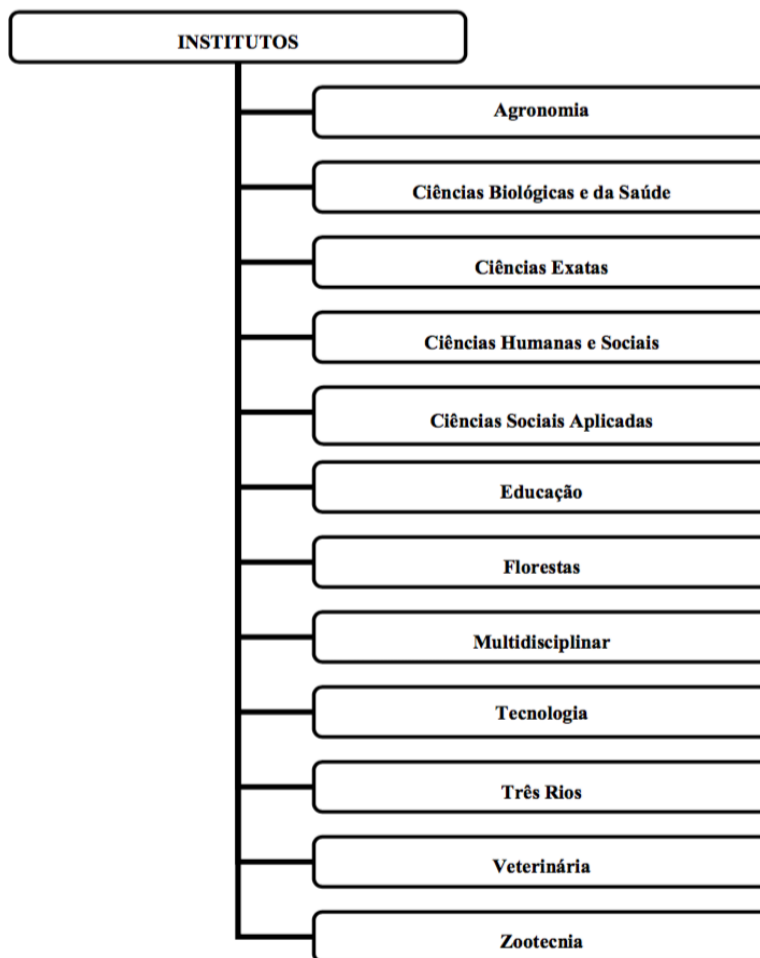 INSTITUTOS
Agronomia
Ciências Biológicas e da Saúde
Ciências Exatas
Ciências Humanas e Sociais
Ciências Sociais Aplicadas
Educação
Florestas
Multidisciplinar
Tecnologia
Três Rios
Veterinária
Zootecnia